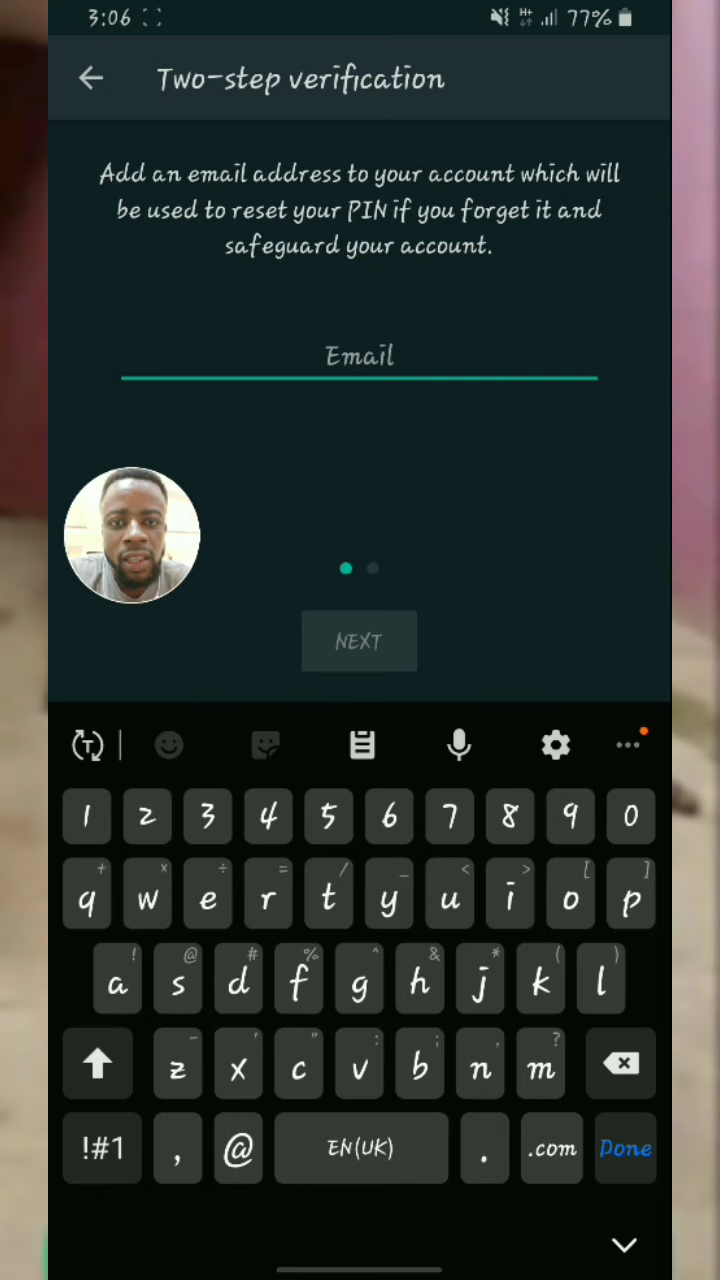 3:06 H+ 77%
Two-step verification
Add an email address to your account which will
be used to reset your PIN if you forget it and
safeguard your account.
Email
NEXT
T
1 2 3 4 5 6 7 8 9 0
+ × ÷ = / _ < > [ ]
q w e r t y u i o p
! @ # % ^ & * ( )
a s d f g h j k l
- ' " : ; , ?
z x c v b n m
!#1 , @ EN(UK) . .com Done